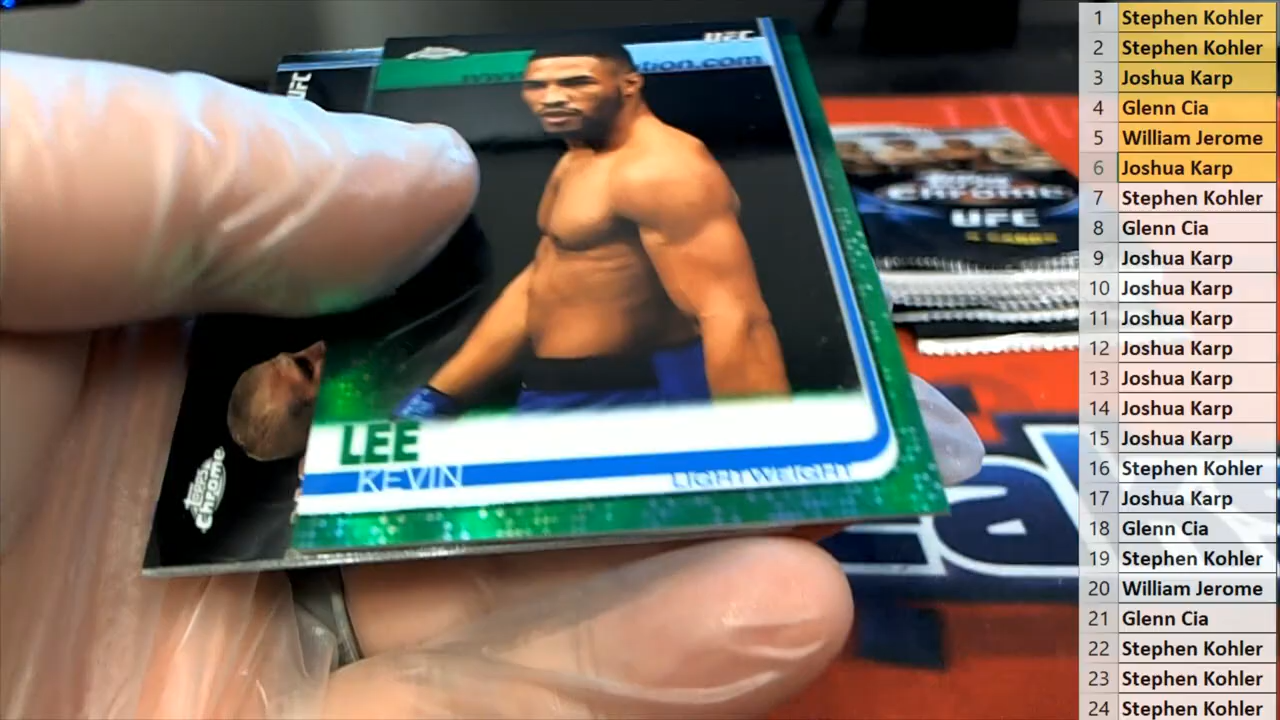 UFC
UFC
LEE
KEVIN
LIGHTWEIGHT
Topps
Chrome
Topps
Chrome
UFC
1 Stephen Kohler
2 Stephen Kohler
3 Joshua Karp
4 Glenn Cia
5 William Jerome
6 Joshua Karp
7 Stephen Kohler
8 Glenn Cia
9 Joshua Karp
10 Joshua Karp
11 Joshua Karp
12 Joshua Karp
13 Joshua Karp
14 Joshua Karp
15 Joshua Karp
16 Stephen Kohler
17 Joshua Karp
18 Glenn Cia
19 Stephen Kohler
20 William Jerome
21 Glenn Cia
22 Stephen Kohler
23 Stephen Kohler
24 Stephen Kohler